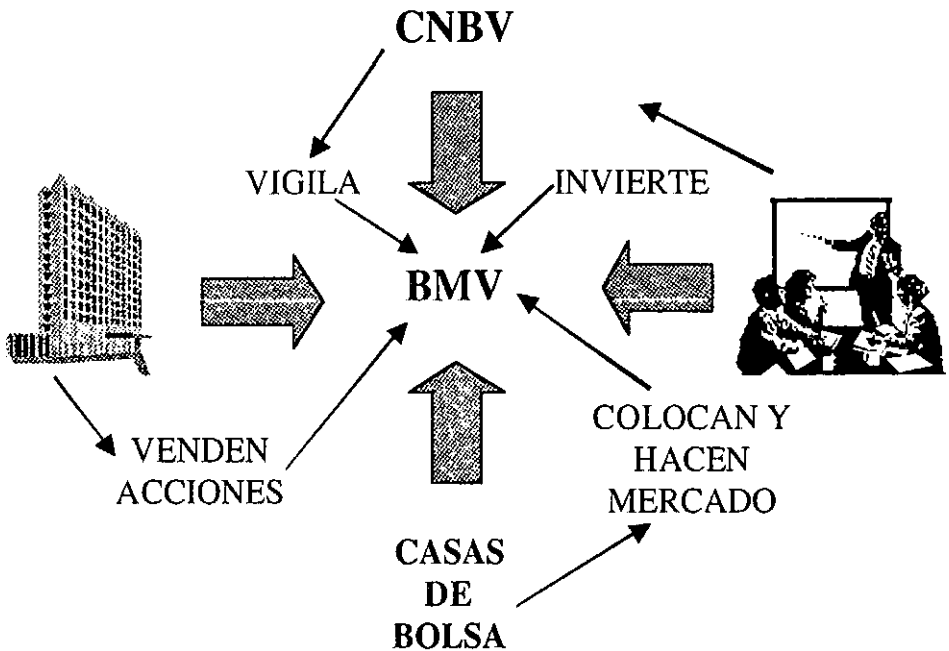 CNBV
VIGILA
INVIERTE
BMV
VENDEN
ACCIONES
COLOCAN Y
HACEN
MERCADO
CASAS
DE
BOLSA